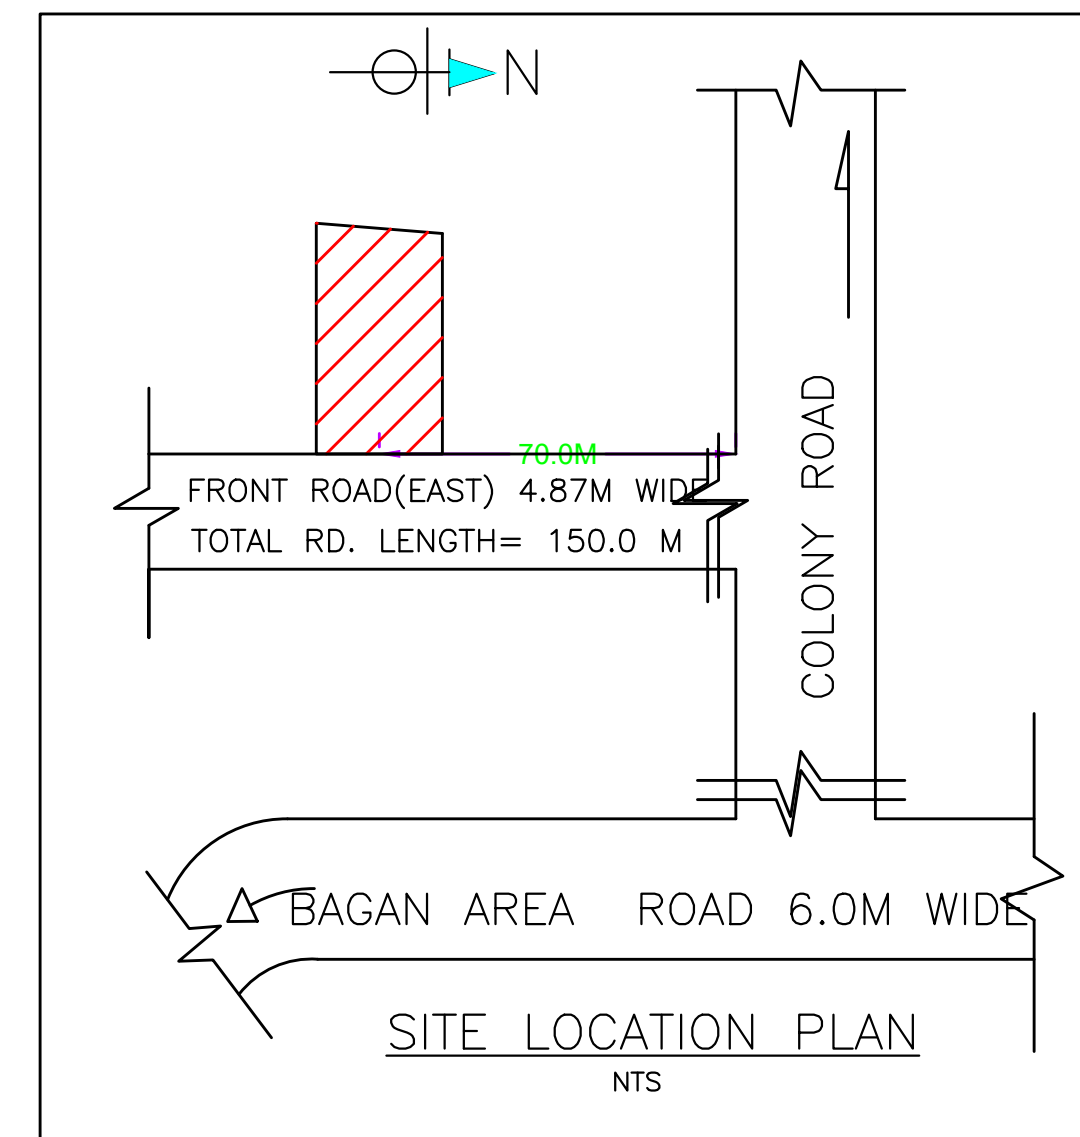 N
70.0M
FRONT ROAD(EAST) 4.87M WIDE
TOTAL RD. LENGTH= 150.0 M
COLONY ROAD
BAGAN AREA ROAD 6.0M WIDE
SITE LOCATION PLAN
NTS